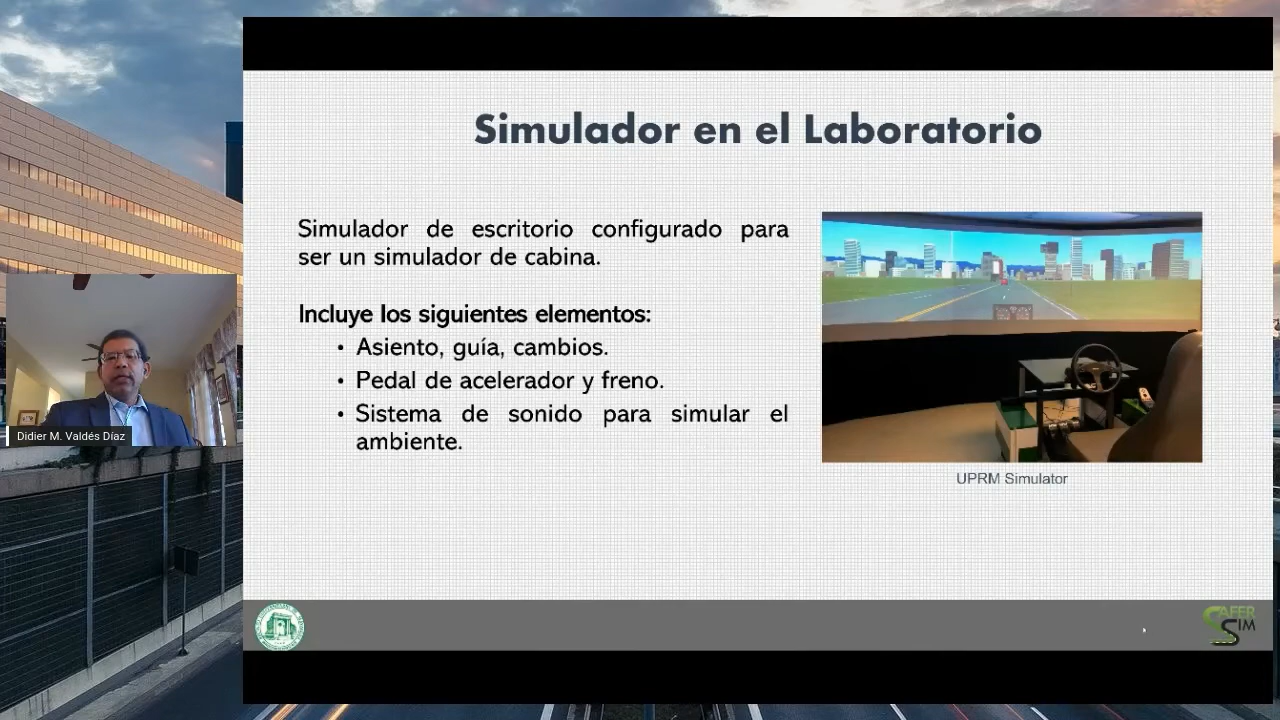 Simulador en el Laboratorio
Simulador de escritorio configurado para
ser un simulador de cabina.
Incluye los siguientes elementos:
• Asiento, guía, cambios.
• Pedal de acelerador y freno.
• Sistema de sonido para simular el
ambiente.
UPRM Simulator
Didier M. Valdés Díaz
SAFER
SIM